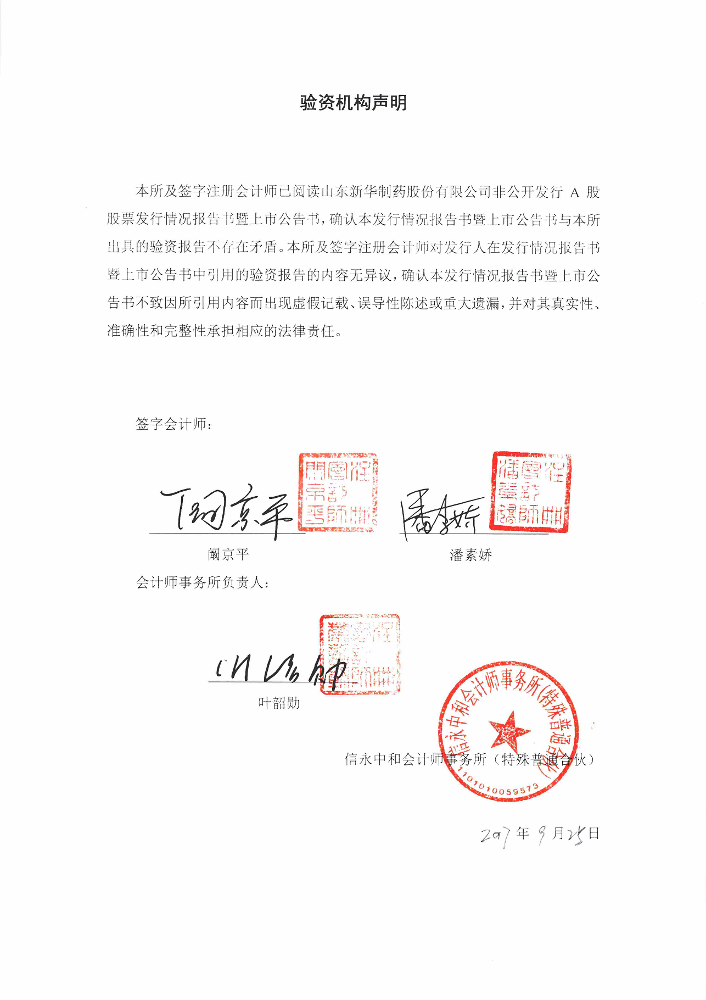 验资机构声明
本所及签字注册会计师已阅读山东新华制药股份有限公司非公开发行 A 股
股票发行情况报告书暨上市公告书，确认本发行情况报告书暨上市公告书与本所
出具的验资报告不存在矛盾。本所及签字注册会计师对发行人在发行情况报告书
暨上市公告书中引用的验资报告的内容无异议，确认本发行情况报告书暨上市公
告书不致因所引用内容而出现虚假记载、误导性陈述或重大遗漏，并对其真实性、
准确性和完整性承担相应的法律责任。
签字会计师：
阚京平 註冊會計師 潘素娇 註冊會計師
阚京平 潘素娇
会计师事务所负责人：
叶韶勋
信永中和会计师事务所（特殊普通合伙）
信永中和会计师事务所（特殊普通合伙）
1101010059573
2017年9月25日